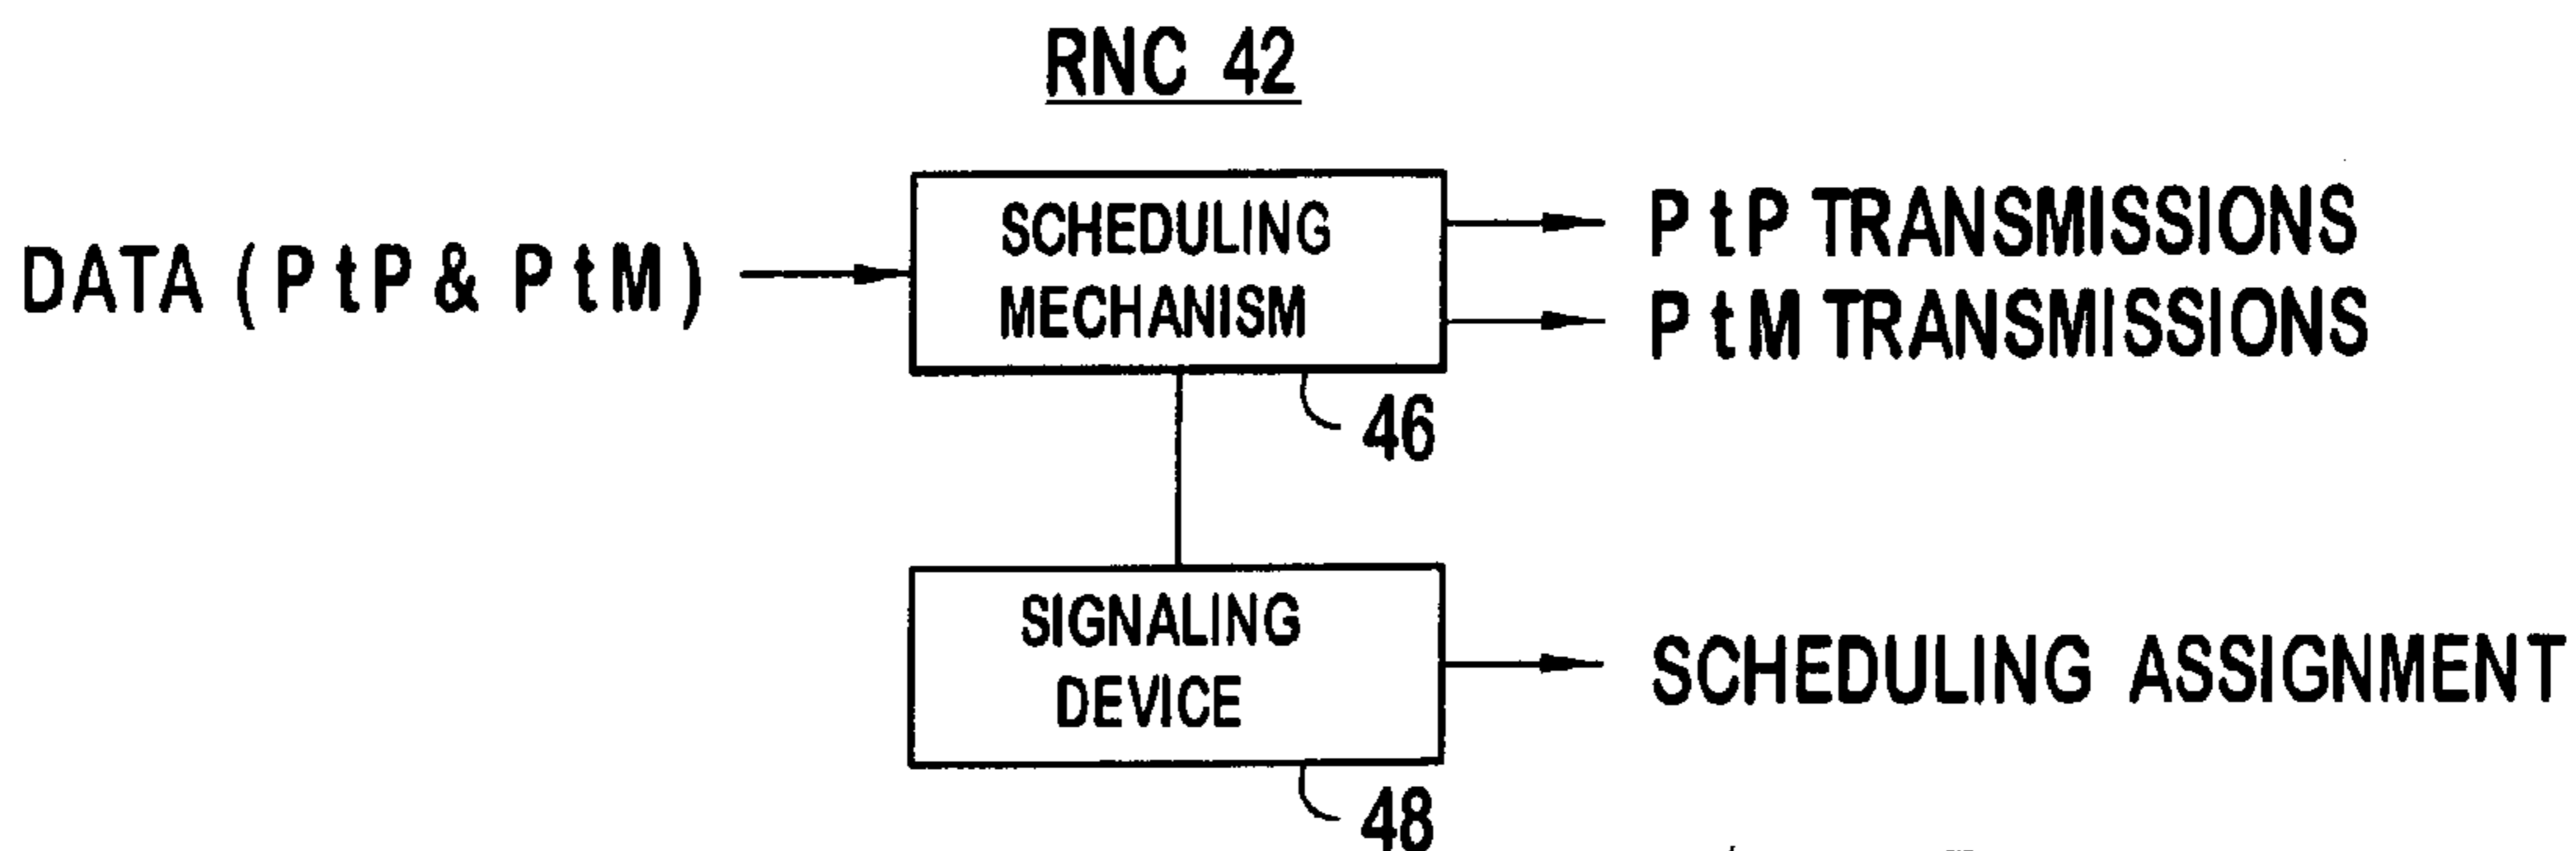 RNC 42
DATA (PtP & PtM)
SCHEDULING
MECHANISM
PtP TRANSMISSIONS
PtM TRANSMISSIONS
46
SIGNALING
DEVICE
SCHEDULING ASSIGNMENT
48